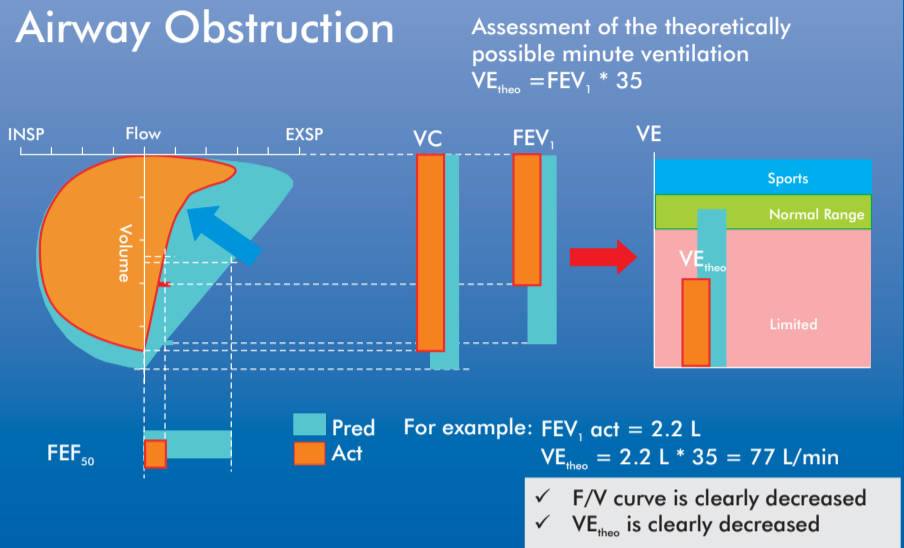 Airway Obstruction
Assessment of the theoretically
possible minute ventilation
VEtheo =FEV1 * 35
INSP
Flow
EXSP
VC
FEV1
VE
Volume
Sports
Normal Range
VEtheo
Limited
FEF50
Pred
Act
For example: FEV1 act = 2.2 L
VEtheo = 2.2 L * 35 = 77 L/min
✓ F/V curve is clearly decreased
✓ VEtheo is clearly decreased